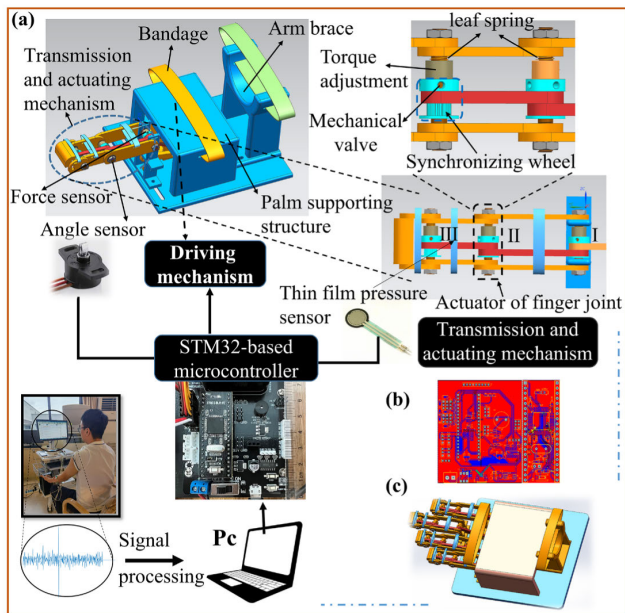 (a)
Bandage
Arm brace
leaf spring
Transmission
and actuating
mechanism
Torque
adjustment
Mechanical
valve
Synchronizing wheel
Force sensor
Angle sensor
Palm supporting
structure
Driving
mechanism
III
II
I
Thin film pressure
sensor
Actuator of finger joint
Transmission and
actuating mechanism
STM32-based
microcontroller
(b)
(c)
Signal
processing
Pc